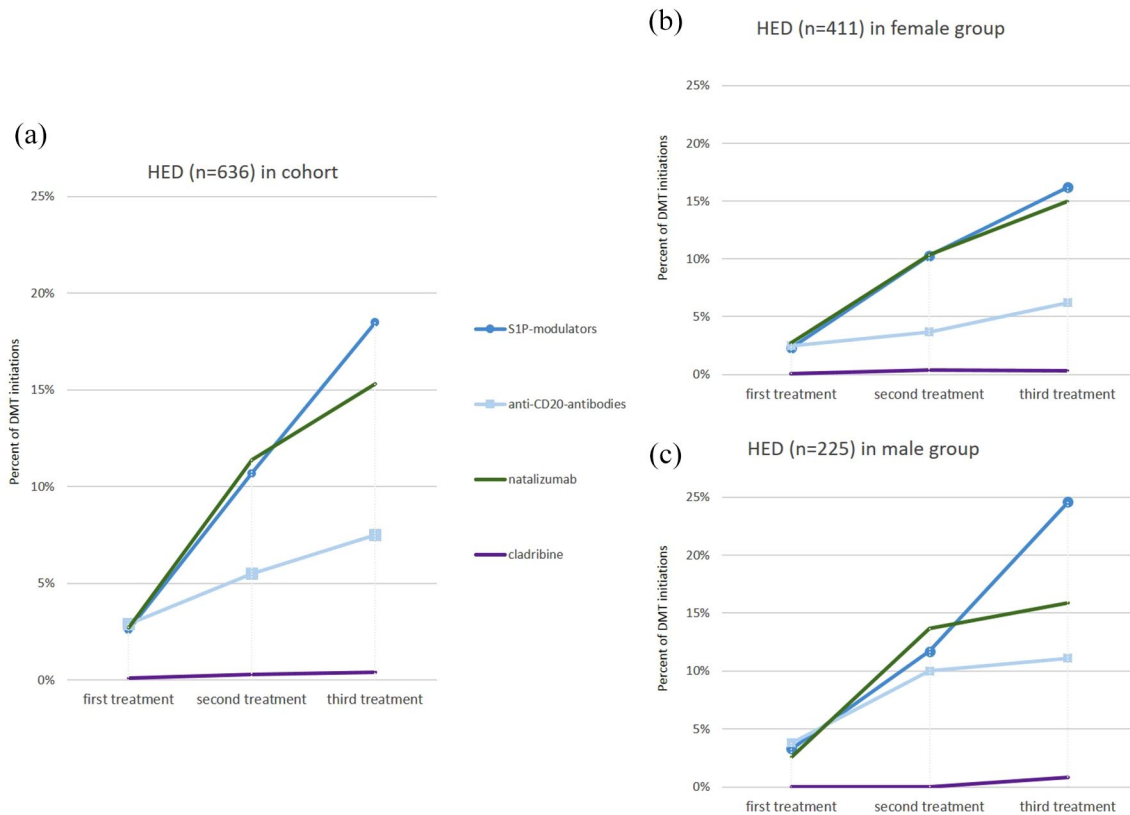 (a)
HED (n=636) in cohort
Percent of DMT initiations
25%
20%
15%
10%
5%
0%
first treatment second treatment third treatment
S1P-modulators
anti-CD20-antibodies
natalizumab
cladribine
(b)
HED (n=411) in female group
Percent of DMT initiations
25%
20%
15%
10%
5%
0%
first treatment second treatment third treatment
(c)
HED (n=225) in male group
Percent of DMT initiations
25%
20%
15%
10%
5%
0%
first treatment second treatment third treatment